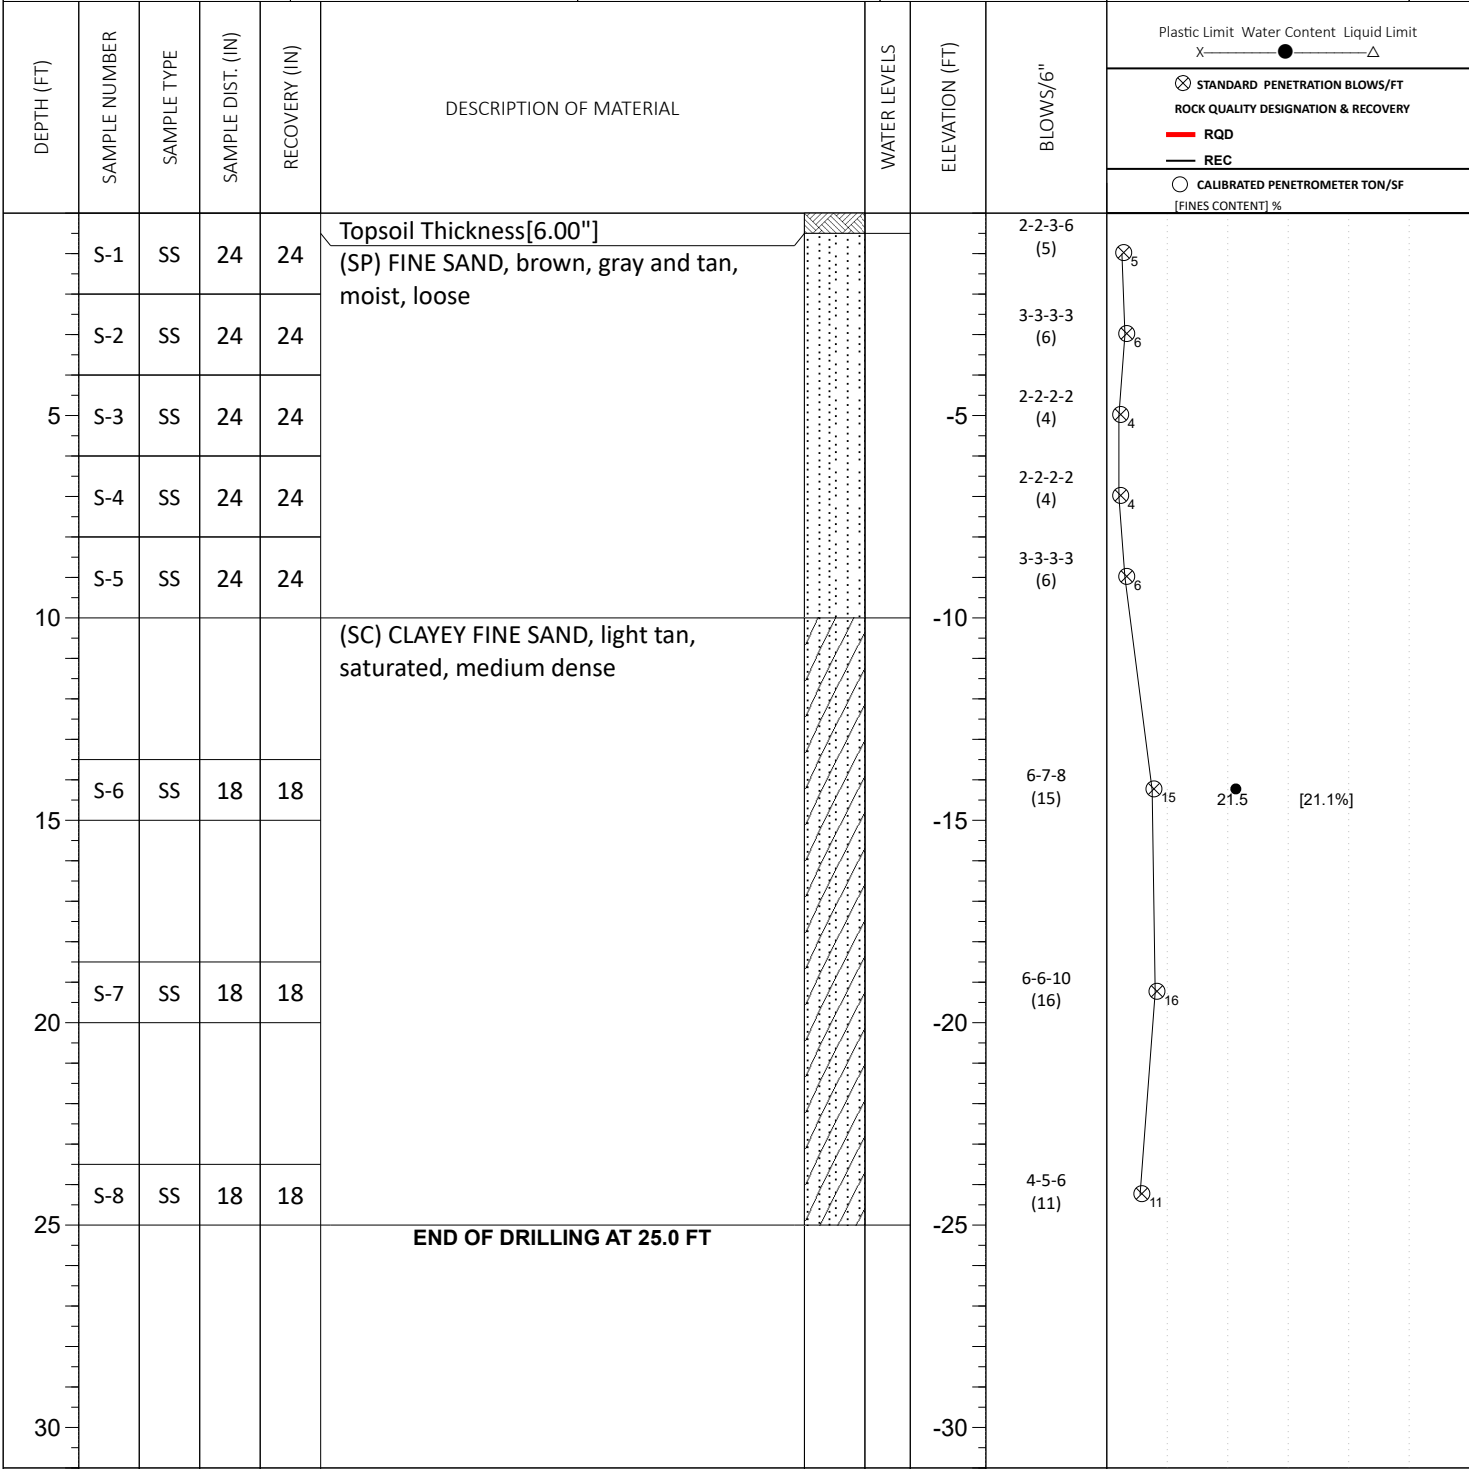 DEPTH (FT)
SAMPLE NUMBER
SAMPLE TYPE
SAMPLE DIST. (IN)
RECOVERY (IN)
DESCRIPTION OF MATERIAL
WATER LEVELS
ELEVATION (FT)
BLOWS/6"
Plastic Limit Water Content Liquid Limit
X
STANDARD PENETRATION BLOWS/FT
ROCK QUALITY DESIGNATION & RECOVERY
RQD
REC
CALIBRATED PENETROMETER TON/SF
[FINES CONTENT] %
Topsoil Thickness[6.00"]
S-1 SS 24 24
(SP) FINE SAND, brown, gray and tan,
moist, loose
2-2-3-6
(5)
5
S-2 SS 24 24
3-3-3-3
(6)
6
5 S-3 SS 24 24
-5
2-2-2-2
(4)
4
S-4 SS 24 24
2-2-2-2
(4)
4
S-5 SS 24 24
3-3-3-3
(6)
6
10
-10
(SC) CLAYEY FINE SAND, light tan,
saturated, medium dense
S-6 SS 18 18
6-7-8
(15)
15
21.5
[21.1%]
15
-15
S-7 SS 18 18
6-6-10
(16)
16
20
-20
S-8 SS 18 18
4-5-6
(11)
11
25
-25
END OF DRILLING AT 25.0 FT
30
-30